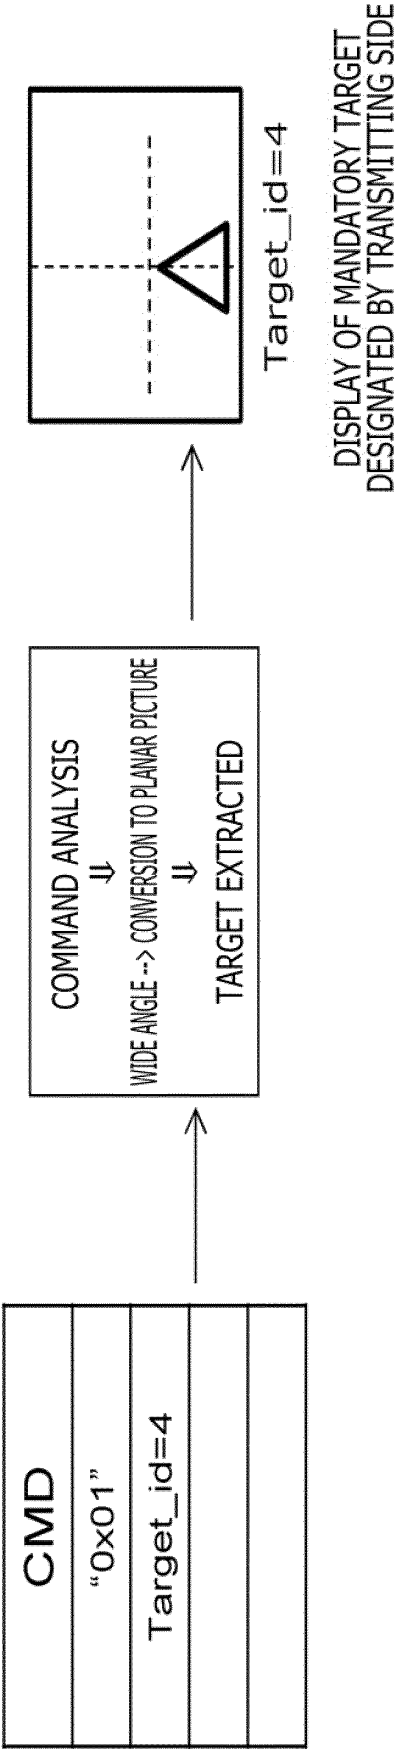 CMD
“0x01”
Target_id=4
COMMAND ANALYSIS
⇓
WIDE ANGLE --> CONVERSION TO PLANAR PICTURE
⇓
TARGET EXTRACTED
Target_id=4
DISPLAY OF MANDATORY TARGET
DESIGNATED BY TRANSMITTING SIDE